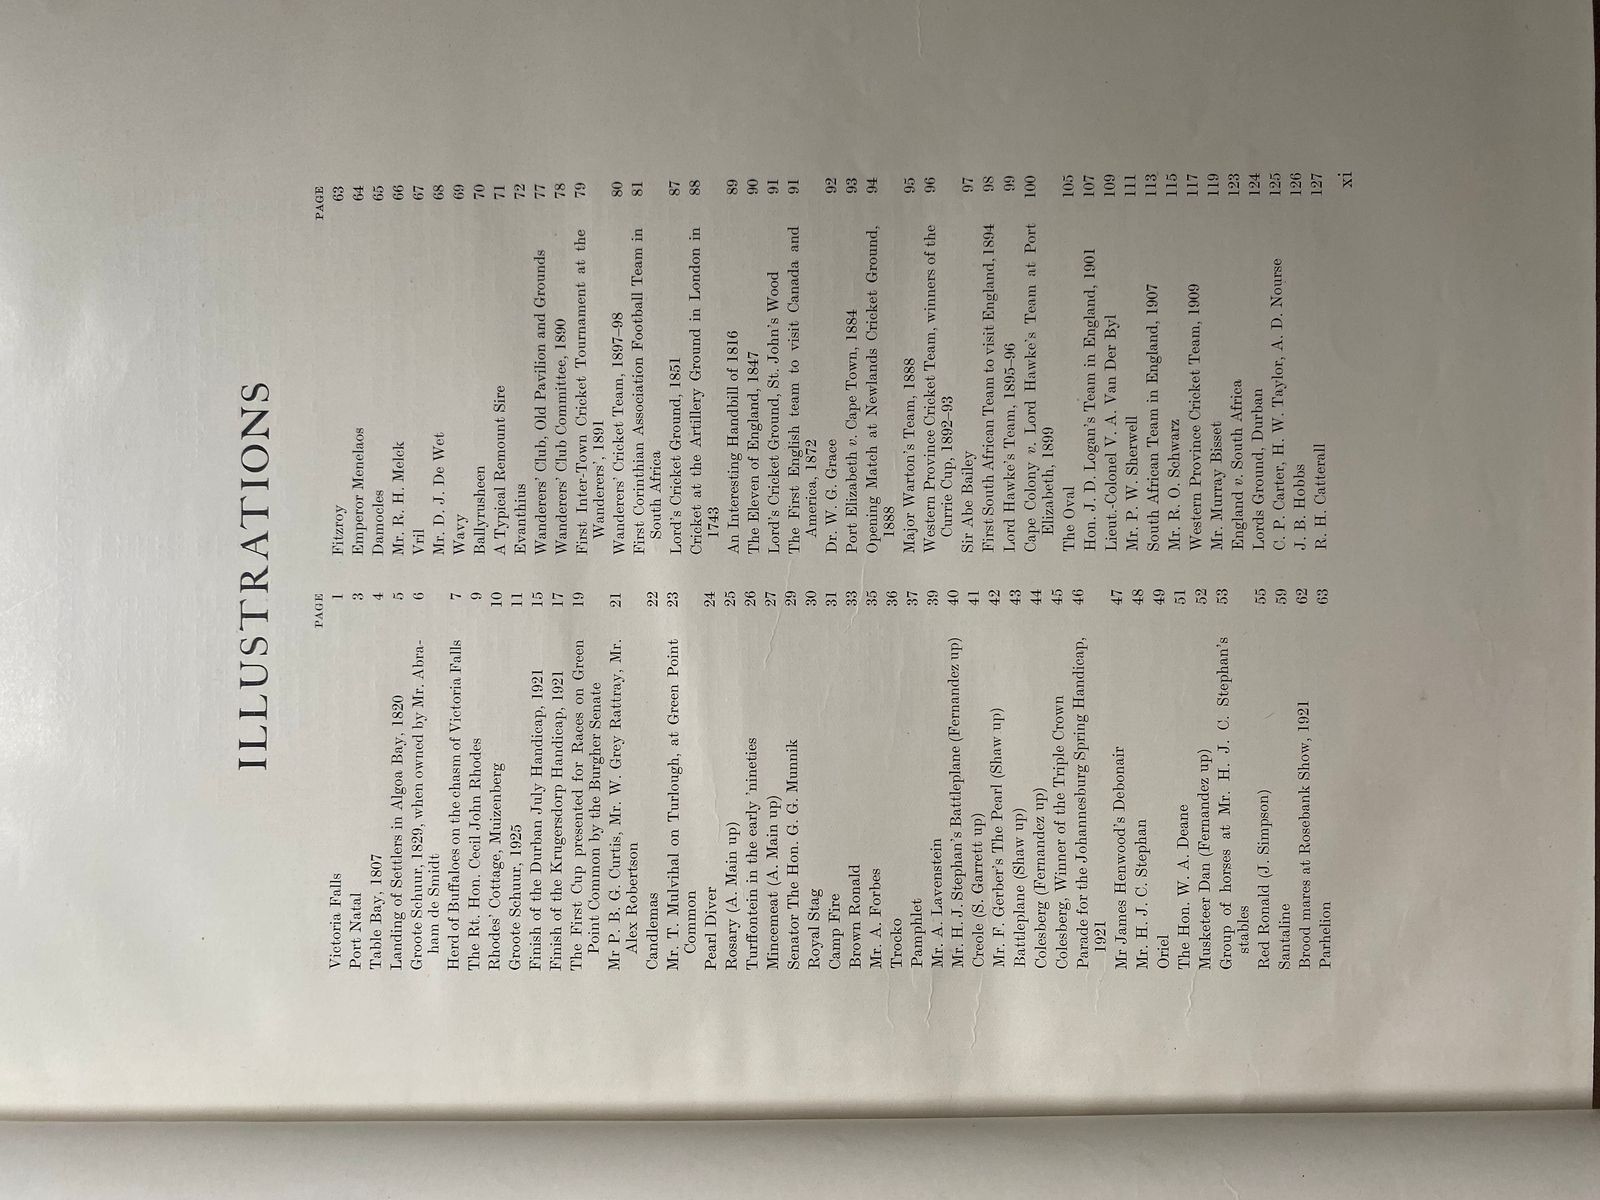 ILLUSTRATIONS
PAGE
Victoria Falls 1
Port Natal 3
Table Bay, 1807 4
Landing of Settlers in Algoa Bay, 1820 5
Groote Schuur, 1829, when owned by Mr. Abra-
ham de Smidt 6
Herd of Buffaloes on the chasm of Victoria Falls 7
The Rt. Hon. Cecil John Rhodes 9
Rhodes' Cottage, Muizenberg 10
Groote Schuur, 1925 11
Finish of the Durban July Handicap, 1921 15
Finish of the Krugersdorp Handicap, 1921 17
The First Cup presented for Races on Green 19
Point Common by the Burgher Senate
Mr P. B. G. Curtis, Mr. W. Grey Rattray, Mr. 21
Alex Robertson
Candlemas 22
Mr. T. Mulvihal on Turlough, at Green Point 23
Common
Pearl Diver 24
Rosary (A. Main up) 25
Turffontein in the early 'nineties 26
Mincemeat (A. Main up) 27
Senator The Hon. G. G. Munnik 29
Royal Stag 30
Camp Fire 31
Brown Ronald 33
Mr. A. Forbes 35
Trocko 36
Pamphlet 37
Mr. A. Lavenstein 39
Mr. H. J. Stephan's Battleplane (Fernandez up) 40
Creole (S. Garrett up) 41
Mr. F. Gerber's The Pearl (Shaw up) 42
Battleplane (Shaw up) 43
Colesberg (Fernandez up) 44
Colesberg, Winner of the Triple Crown 45
Parade for the Johannesburg Spring Handicap, 46
1921
Mr James Henwood's Debonair 47
Mr. H. J. C. Stephan 48
Oriel 49
The Hon. W. A. Deane 51
Musketeer Dan (Fernandez up) 52
Group of horses at Mr. H. J. C. Stephan's 53
stables
Red Ronald (J. Simpson) 55
Santaline 59
Brood mares at Rosebank Show, 1921 62
Parhelion 63
PAGE
Fitzroy 63
Emperor Menelaos 64
Damocles 65
Mr. R. H. Melck 66
Vril 67
Mr. D. J. De Wet 68
Wavy 69
Ballyrusheen 70
A Typical Remount Sire 71
Evanthius 72
Wanderers' Club, Old Pavilion and Grounds 77
Wanderers' Club Committee, 1890 78
First Inter-Town Cricket Tournament at the 79
Wanderers', 1891
Wanderers' Cricket Team, 1897–98 80
First Corinthian Association Football Team in 81
South Africa
Lord's Cricket Ground, 1851 87
Cricket at the Artillery Ground in London in 88
1743
An Interesting Handbill of 1816 89
The Eleven of England, 1847 90
Lord's Cricket Ground, St. John's Wood 91
The First English team to visit Canada and 91
America, 1872
Dr. W. G. Grace 92
Port Elizabeth v. Cape Town, 1884 93
Opening Match at Newlands Cricket Ground, 94
1888
Major Warton's Team, 1888 95
Western Province Cricket Team, winners of the 96
Currie Cup, 1892–93
Sir Abe Bailey 97
First South African Team to visit England, 1894 98
Lord Hawke's Team, 1895–96 99
Cape Colony v. Lord Hawke's Team at Port 100
Elizabeth, 1899
The Oval 105
Hon. J. D. Logan's Team in England, 1901 107
Lieut.-Colonel V. A. Van Der Byl 109
Mr. P. W. Sherwell 111
South African Team in England, 1907 113
Mr. R. O. Schwarz 115
Western Province Cricket Team, 1909 117
Mr. Murray Bisset 119
England v. South Africa 123
Lords Ground, Durban 124
C. P. Carter, H. W. Taylor, A. D. Nourse 125
J. B. Hobbs 126
R. H. Catterall 127
xi